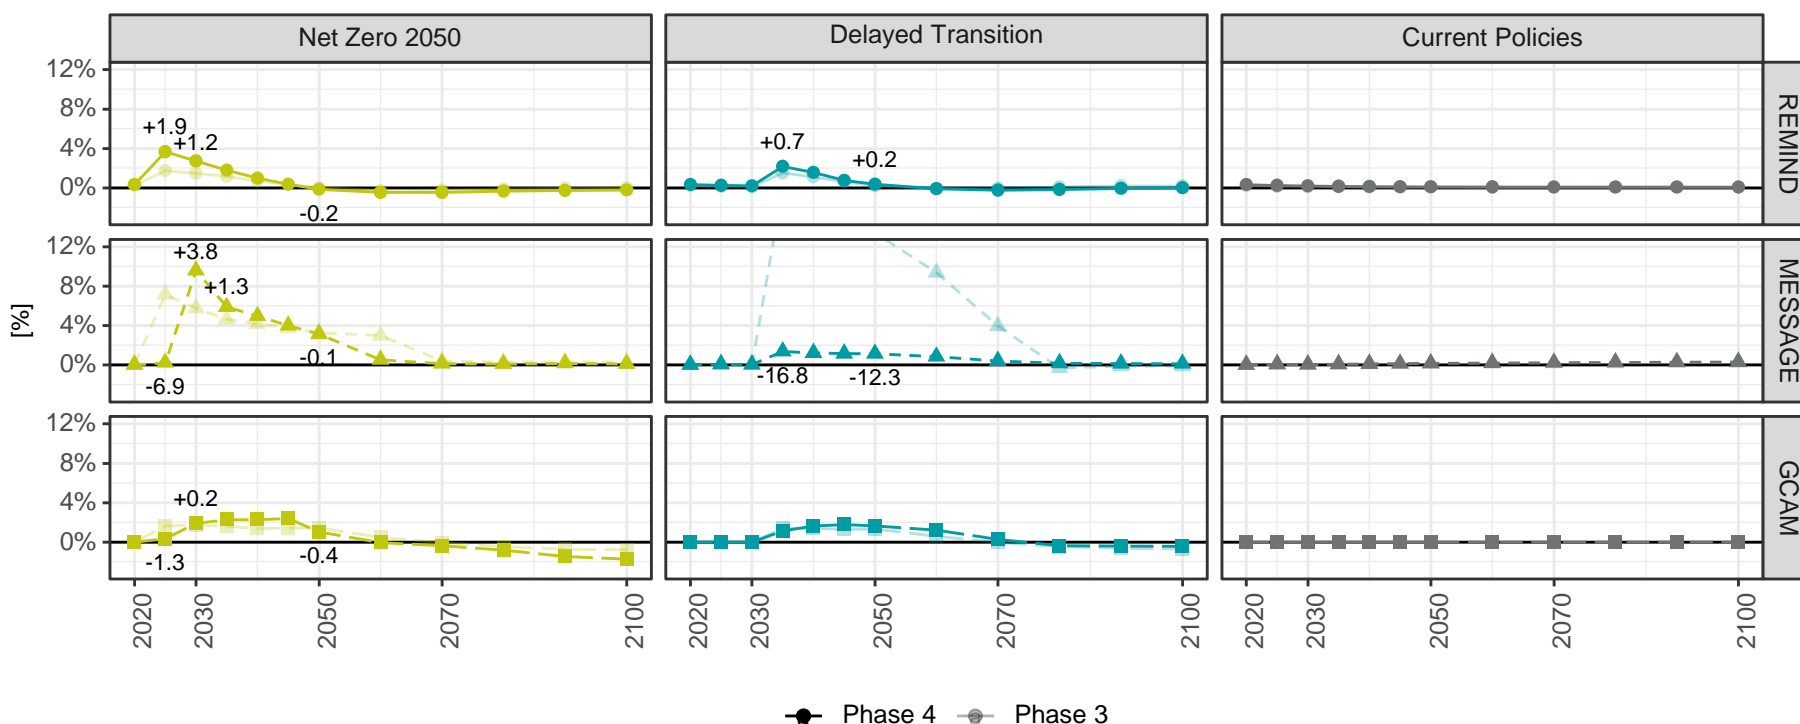 Net Zero 2050
Delayed Transition
Current Policies
12%
8%
4%
0%
+1.9
+1.2
-0.2
+0.7
+0.2
REMIND
[%]
12%
8%
4%
0%
+3.8
+1.3
-0.1
-6.9
-16.8
-12.3
MESSAGE
12%
8%
4%
0%
+0.2
-1.3
-0.4
GCAM
2020 2030 2050 2070 2100
2020 2030 2050 2070 2100
2020 2030 2050 2070 2100
Phase 4 Phase 3